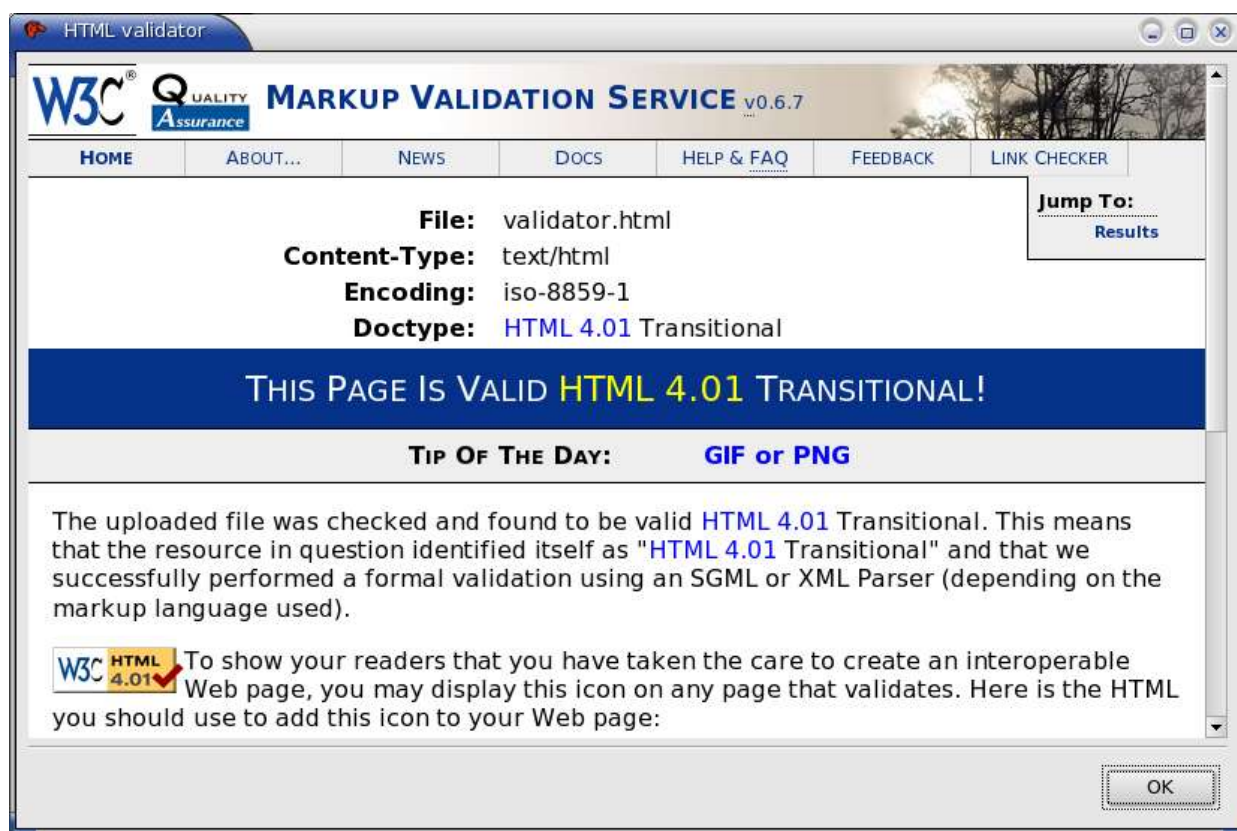 HTML validator
W3C® QUALITY Assurance MARKUP VALIDATION SERVICE v0.6.7
HOME ABOUT... NEWS DOCS HELP & FAQ FEEDBACK LINK CHECKER
Jump To:
Results
File: validator.html
Content-Type: text/html
Encoding: iso-8859-1
Doctype: HTML 4.01 Transitional
THIS PAGE IS VALID HTML 4.01 TRANSITIONAL!
TIP OF THE DAY: GIF or PNG
The uploaded file was checked and found to be valid HTML 4.01 Transitional. This means
that the resource in question identified itself as "HTML 4.01 Transitional" and that we
successfully performed a formal validation using an SGML or XML Parser (depending on the
markup language used).
W3C HTML 4.01 To show your readers that you have taken the care to create an interoperable
Web page, you may display this icon on any page that validates. Here is the HTML
you should use to add this icon to your Web page:
OK